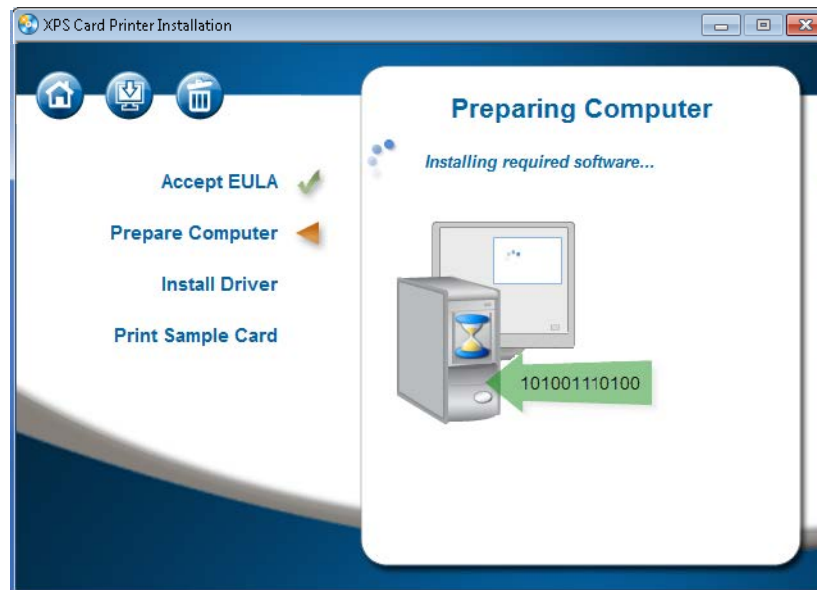 XPS Card Printer Installation
Accept EULA
Prepare Computer
Install Driver
Print Sample Card
Preparing Computer
Installing required software...
101001110100